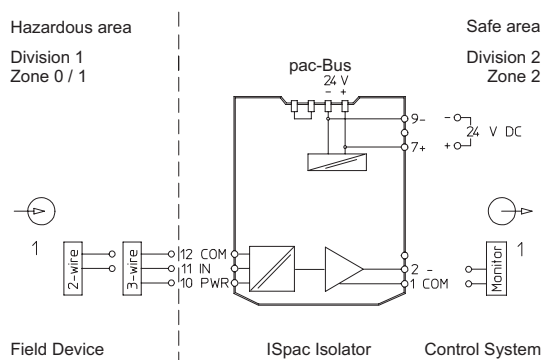 Hazardous area
Safe area
Division 1
Zone 0 / 1
Division 2
Zone 2
pac-Bus
24 V
- +
9-
7+
-
+
24 V DC
1
1
2-wire
3-wire
12 COM
11 IN
10 PWR
2 -
1 COM
Monitor
Field Device
ISpac Isolator
Control System